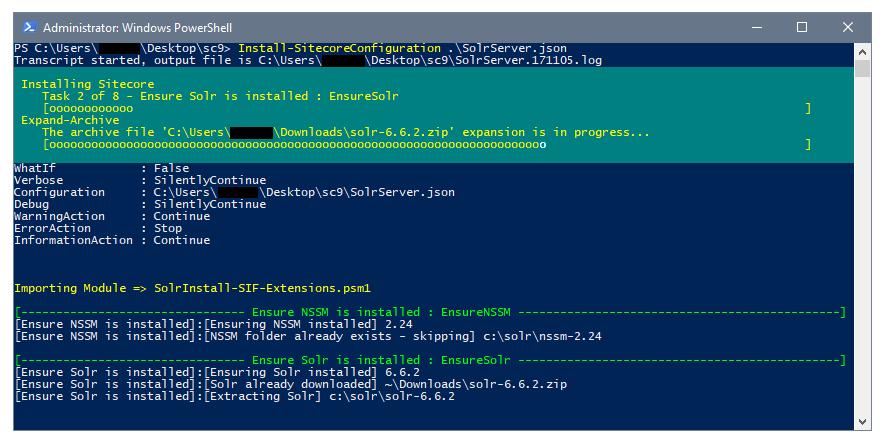 Administrator: Windows PowerShell
PS C:\Users\ \Desktop\sc9> Install-SitecoreConfiguration .\SolrServer.json
Transcript started, output file is C:\Users\ \Desktop\sc9\SolrServer.171105.log
Installing Sitecore
Task 2 of 8 - Ensure Solr is installed : EnsureSolr
[oooooooooooo ]
Expand-Archive
The archive file 'C:\Users\ \Downloads\solr-6.6.2.zip' expansion is in progress...
[ooooooooooooooooooooooooooooooooooooooooooooooooooooooooooooooooooooooo ]
WhatIf : False
Verbose : SilentlyContinue
Configuration : C:\Users\ \Desktop\sc9\SolrServer.json
Debug : SilentlyContinue
WarningAction : Continue
ErrorAction : Stop
InformationAction : Continue
Importing Module => SolrInstall-SIF-Extensions.psm1
[-------------------------------- Ensure NSSM is installed : EnsureNSSM ----------------------------------------------]
[Ensure NSSM is installed]:[Ensuring NSSM installed] 2.24
[Ensure NSSM is installed]:[NSSM folder already exists - skipping] c:\solr\nssm-2.24
[-------------------------------- Ensure Solr is installed : EnsureSolr ----------------------------------------------]
[Ensure Solr is installed]:[Ensuring Solr installed] 6.6.2
[Ensure Solr is installed]:[Solr already downloaded] ~\Downloads\solr-6.6.2.zip
[Ensure Solr is installed]:[Extracting Solr] c:\solr\solr-6.6.2